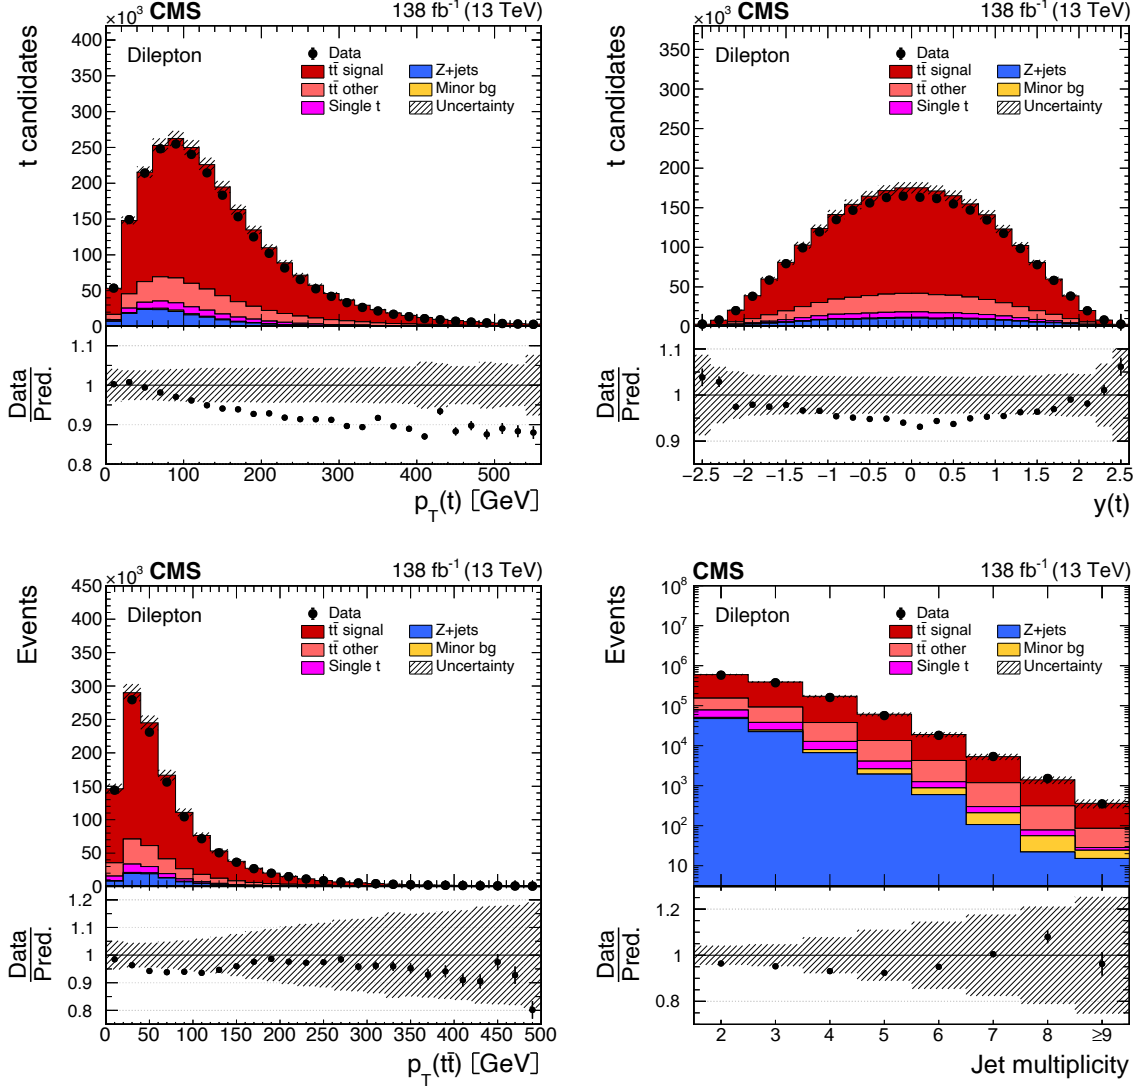 ×10³ CMS 138 fb⁻¹ (13 TeV)
t candidates
Dilepton
Data
tt̄ signal Z+jets
tt̄ other Minor bg
Single t Uncertainty
400
350
300
250
200
150
100
50
0
Data
Pred.
1.1
1
0.9
0.8
0 100 200 300 400 500
p_T(t) [GeV]
×10³ CMS 138 fb⁻¹ (13 TeV)
t candidates
Dilepton
Data
tt̄ signal Z+jets
tt̄ other Minor bg
Single t Uncertainty
350
300
250
200
150
100
50
0
Data
Pred.
1.1
1
0.9
−2.5 −2 −1.5 −1 −0.5 0 0.5 1 1.5 2 2.5
y(t)
×10³ CMS 138 fb⁻¹ (13 TeV)
Events
Dilepton
Data
tt̄ signal Z+jets
tt̄ other Minor bg
Single t Uncertainty
450
400
350
300
250
200
150
100
50
0
Data
Pred.
1.2
1.1
1
0.9
0.8
0 50 100 150 200 250 300 350 400 450 500
p_T(tt̄) [GeV]
CMS 138 fb⁻¹ (13 TeV)
Events
Dilepton
Data
tt̄ signal Z+jets
tt̄ other Minor bg
Single t Uncertainty
10⁸
10⁷
10⁶
10⁵
10⁴
10³
10²
10
Data
Pred.
1.2
1
0.8
2 3 4 5 6 7 8 ≥9
Jet multiplicity